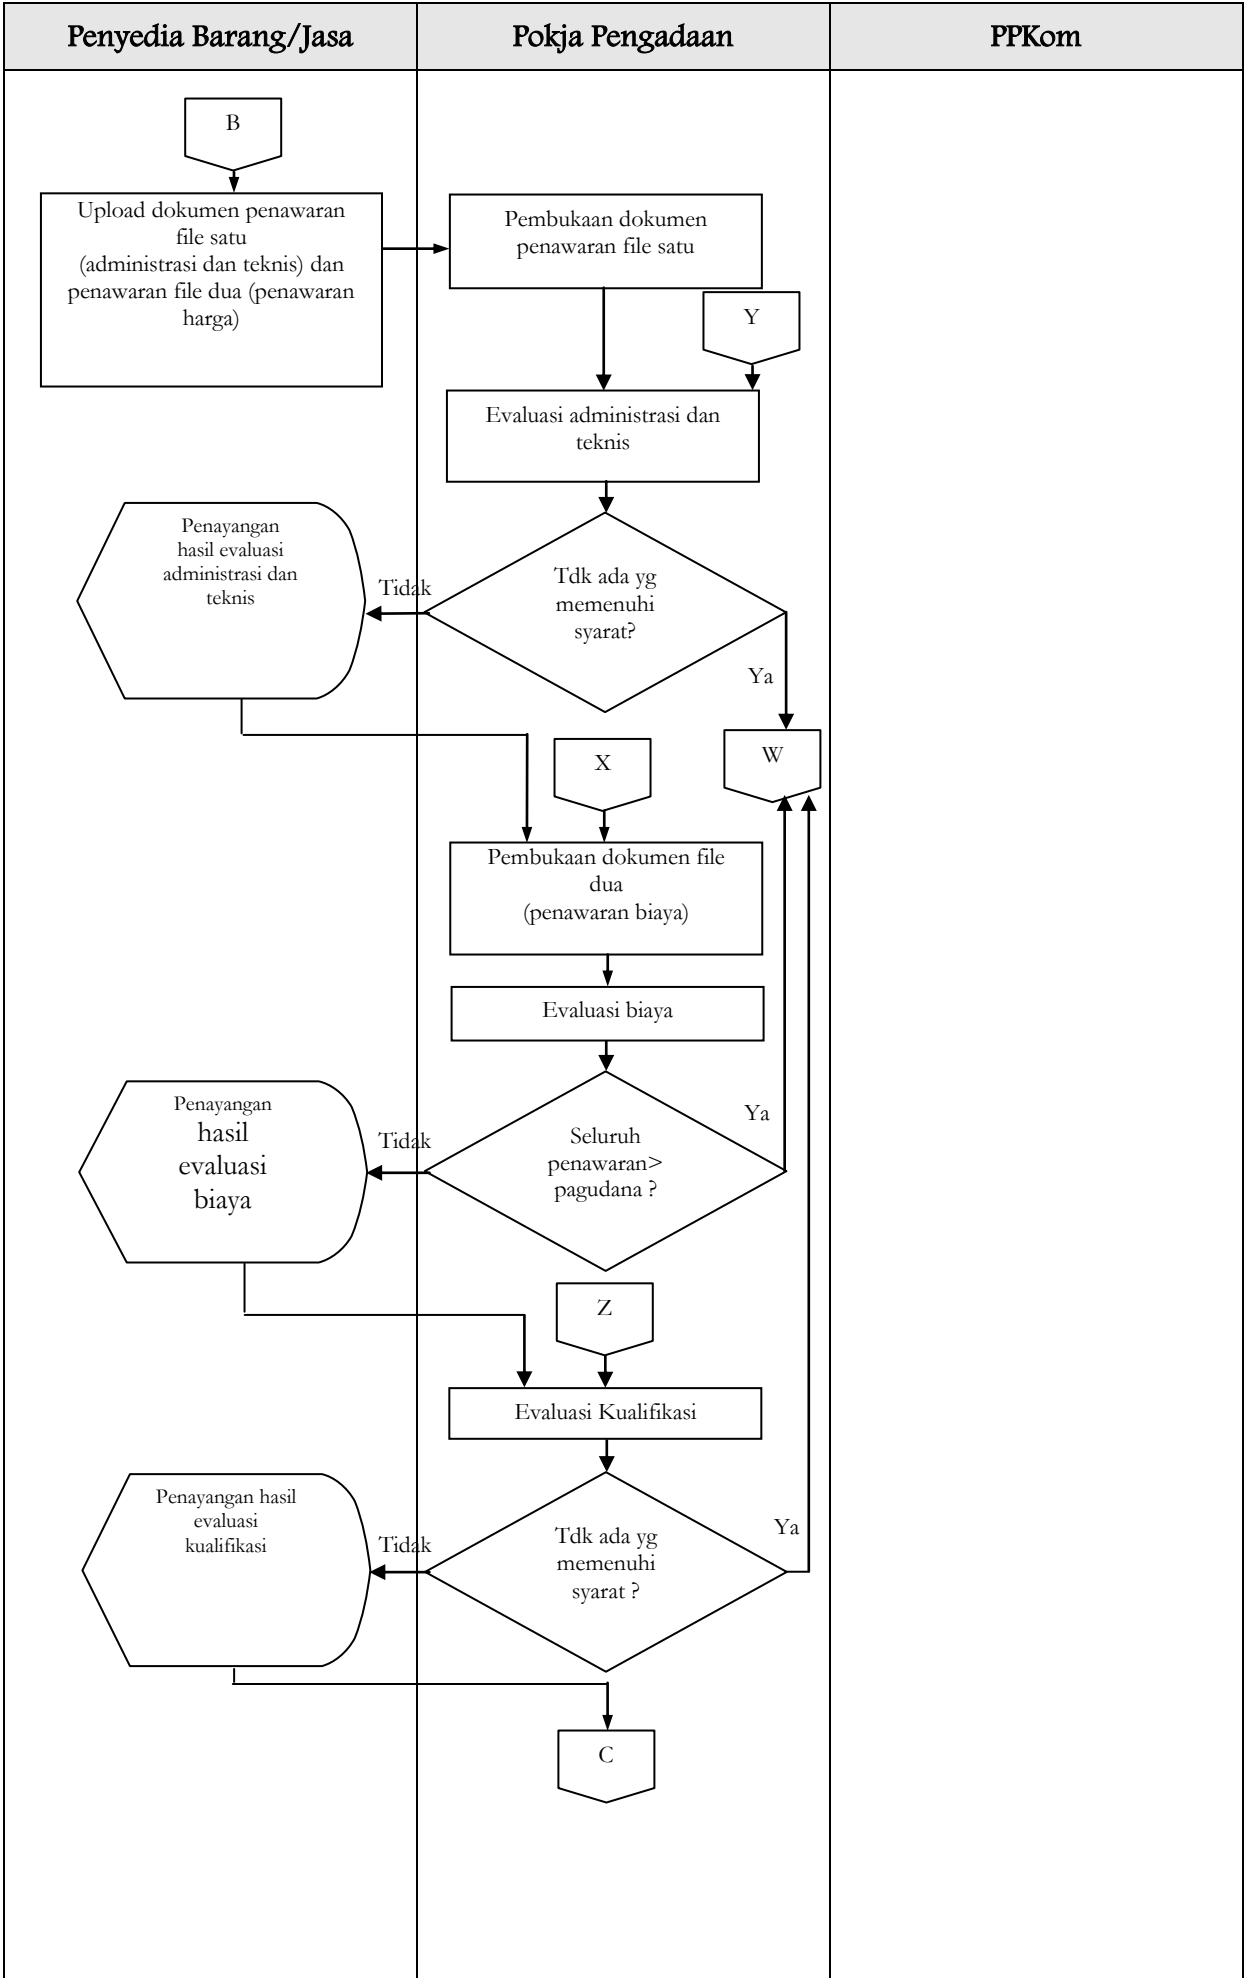 Penyedia Barang/Jasa
Pokja Pengadaan
PPKom
B
Upload dokumen penawaran
file satu
(administrasi dan teknis) dan
penawaran file dua (penawaran
harga)
Pembukaan dokumen
penawaran file satu
Y
Evaluasi administrasi dan
teknis
Penayangan
hasil evaluasi
administrasi dan
teknis
Tidak
Tdk ada yg
memenuhi
syarat?
Ya
W
X
Pembukaan dokumen file
dua
(penawaran biaya)
Evaluasi biaya
Penayangan
hasil
evaluasi
biaya
Tidak
Seluruh
penawaran>
pagudana ?
Ya
Z
Evaluasi Kualifikasi
Penayangan hasil
evaluasi
kualifikasi
Tidak
Tdk ada yg
memenuhi
syarat ?
Ya
C